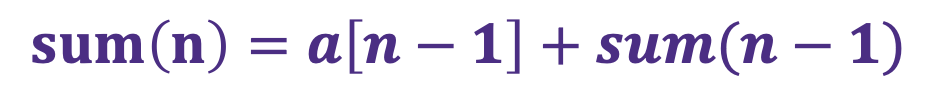 sum(n) = a[n − 1] + sum(n − 1)